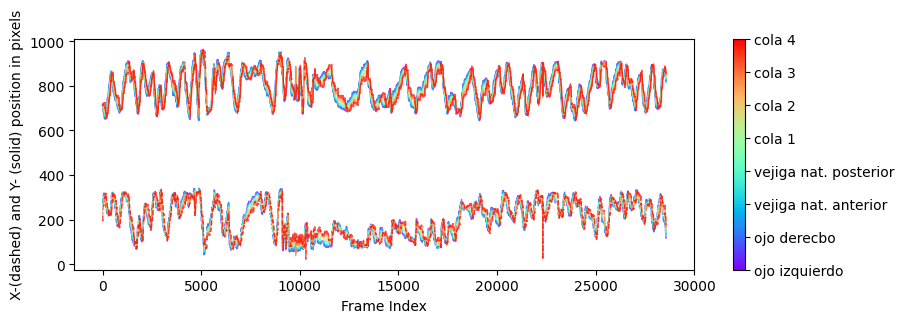 X-(dashed) and Y- (solid) position in pixels
1000
800
600
400
200
0
0
5000
10000
15000
20000
25000
30000
Frame Index
cola 4
cola 3
cola 2
cola 1
vejiga nat. posterior
vejiga nat. anterior
ojo derecbo
ojo izquierdo